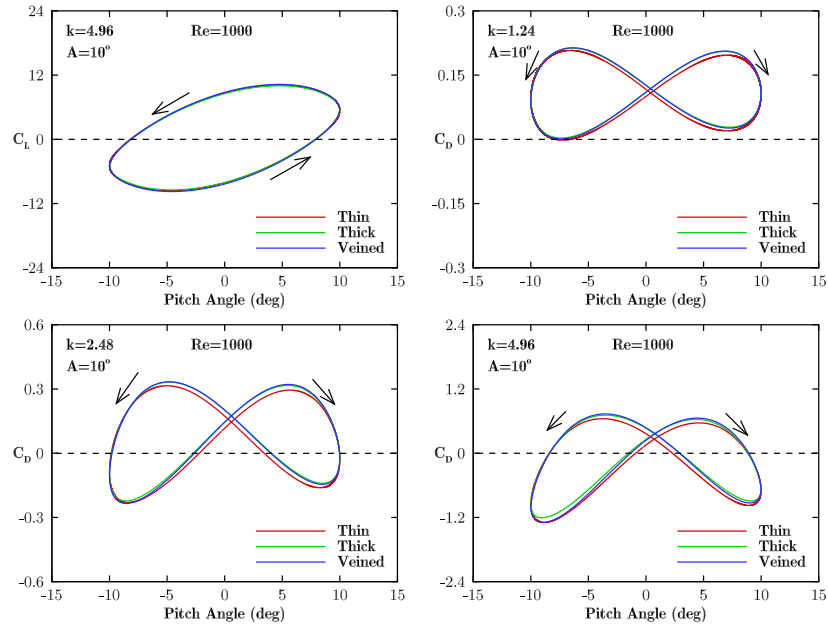 24
12
0
-12
-24
C_L
k=4.96
Re=1000
A=10°
Thin
Thick
Veined
-15 -10 -5 0 5 10 15
Pitch Angle (deg)
0.3
0.15
0
-0.15
-0.3
C_D
k=1.24
Re=1000
A=10°
Thin
Thick
Veined
-15 -10 -5 0 5 10 15
Pitch Angle (deg)
0.6
0.3
0
-0.3
-0.6
C_D
k=2.48
Re=1000
A=10°
Thin
Thick
Veined
-15 -10 -5 0 5 10 15
Pitch Angle (deg)
2.4
1.2
0
-1.2
-2.4
C_D
k=4.96
Re=1000
A=10°
Thin
Thick
Veined
-15 -10 -5 0 5 10 15
Pitch Angle (deg)